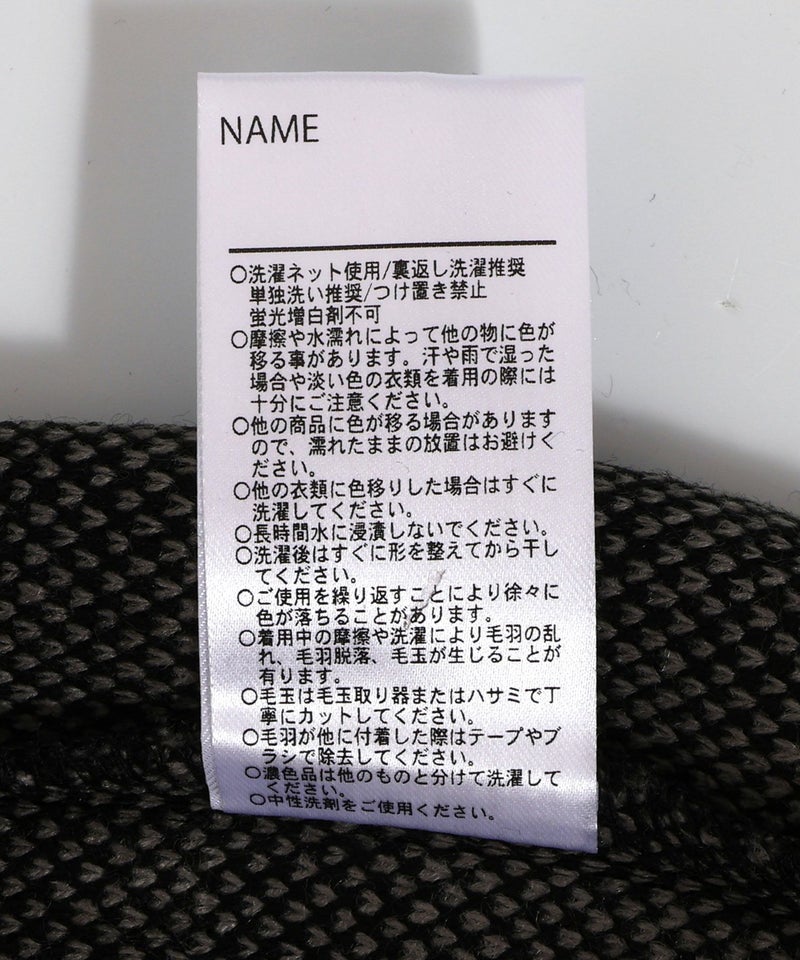 NAME
○洗濯ネット使用/裏返し洗濯推奨
単独洗い推奨/つけ置き禁止
蛍光増白剤不可
○摩擦や水濡れによって他の物に色が
移る事があります。汗や雨で湿った
場合や淡い色の衣類を着用の際には
十分にご注意ください。
○他の商品に色が移る場合があります
ので、濡れたままの放置はお避けく
ださい。
○他の衣類に色移りした場合はすぐに
洗濯してください。
○長時間水に浸漬しないでください。
○洗濯後はすぐに形を整えてから干し
てください。
○ご使用を繰り返すことにより徐々に
色が落ちることがあります。
○着用中の摩擦や洗濯により毛羽の乱
れ、毛羽脱落、毛玉が生じることが
有ります。
○毛玉は毛玉取り器またはハサミで丁
寧にカットしてください。
○毛羽が他に付着した際はテープやブ
ラシで除去してください。
○濃色品は他のものと分けて洗濯して
ください。
○中性洗剤をご使用ください。